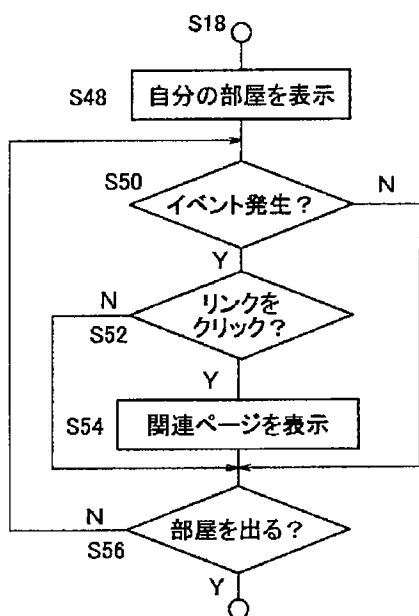 S18
S48
自分の部屋を表示
S50
イベント発生？
N
Y
リンクを
クリック？
N
S52
Y
S54
関連ページを表示
部屋を出る？
N
S56
Y